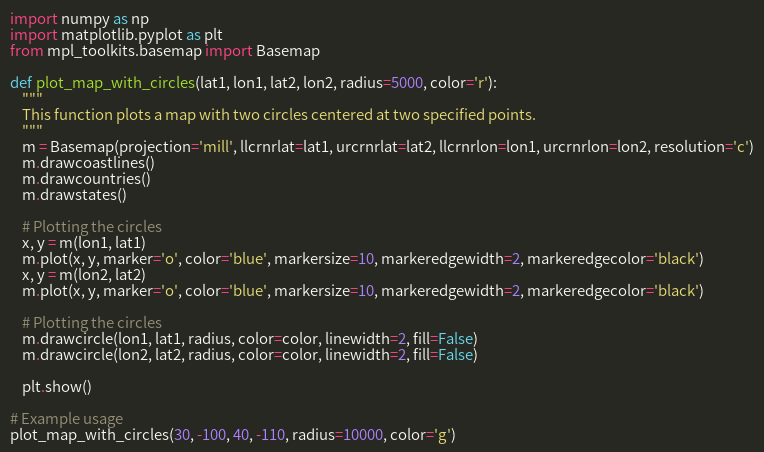 import numpy as np
import matplotlib.pyplot as plt
from mpl_toolkits.basemap import Basemap

def plot_map_with_circles(lat1, lon1, lat2, lon2, radius=5000, color='r'):
    """
    This function plots a map with two circles centered at two specified points.
    """
    m = Basemap(projection='mill', llcrnrlat=lat1, urcrnrlat=lat2, llcrnrlon=lon1, urcrnrlon=lon2, resolution='c')
    m.drawcoastlines()
    m.drawcountries()
    m.drawstates()

    # Plotting the circles
    x, y = m(lon1, lat1)
    m.plot(x, y, marker='o', color='blue', markersize=10, markeredgewidth=2, markeredgecolor='black')
    x, y = m(lon2, lat2)
    m.plot(x, y, marker='o', color='blue', markersize=10, markeredgewidth=2, markeredgecolor='black')

    # Plotting the circles
    m.drawcircle(lon1, lat1, radius, color=color, linewidth=2, fill=False)
    m.drawcircle(lon2, lat2, radius, color=color, linewidth=2, fill=False)

    plt.show()

# Example usage
plot_map_with_circles(30, -100, 40, -110, radius=10000, color='g')